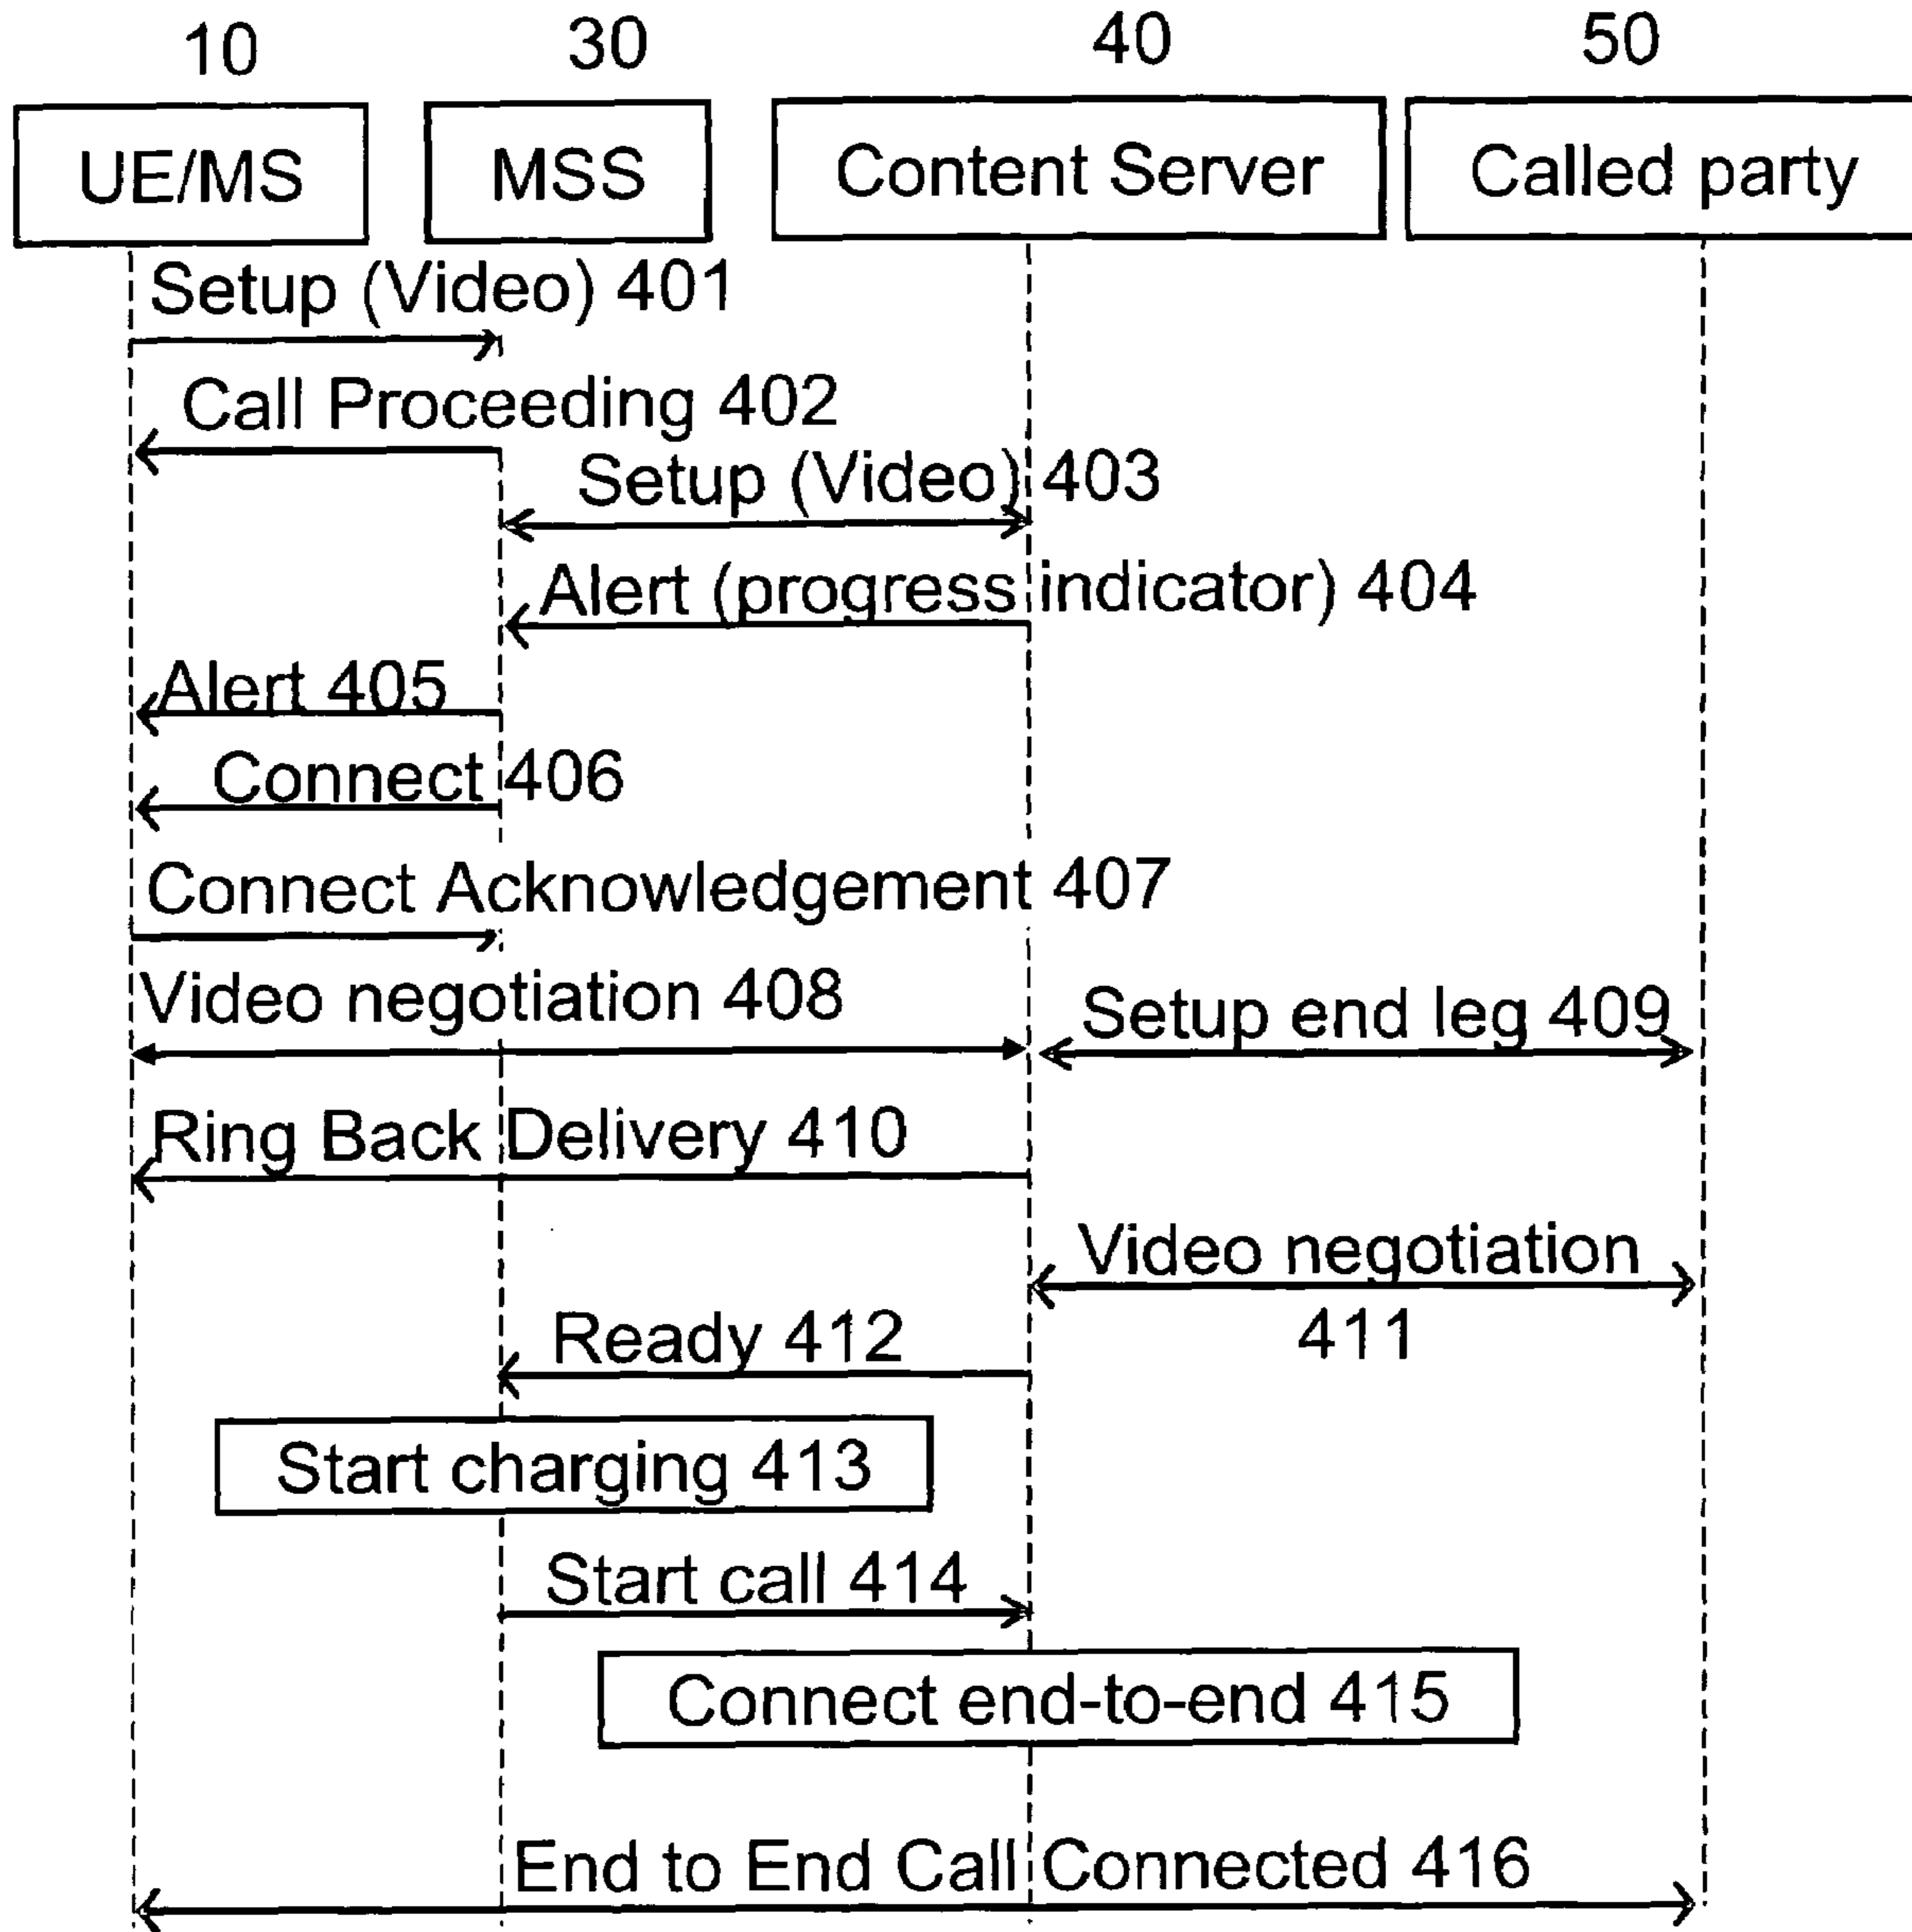 10 30 40 50
UE/MS MSS Content Server Called party
Setup (Video) 401
Call Proceeding 402
Setup (Video) 403
Alert (progress indicator) 404
Alert 405
Connect 406
Connect Acknowledgement 407
Video negotiation 408
Setup end leg 409
Ring Back Delivery 410
Video negotiation
411
Ready 412
Start charging 413
Start call 414
Connect end-to-end 415
End to End Call Connected 416